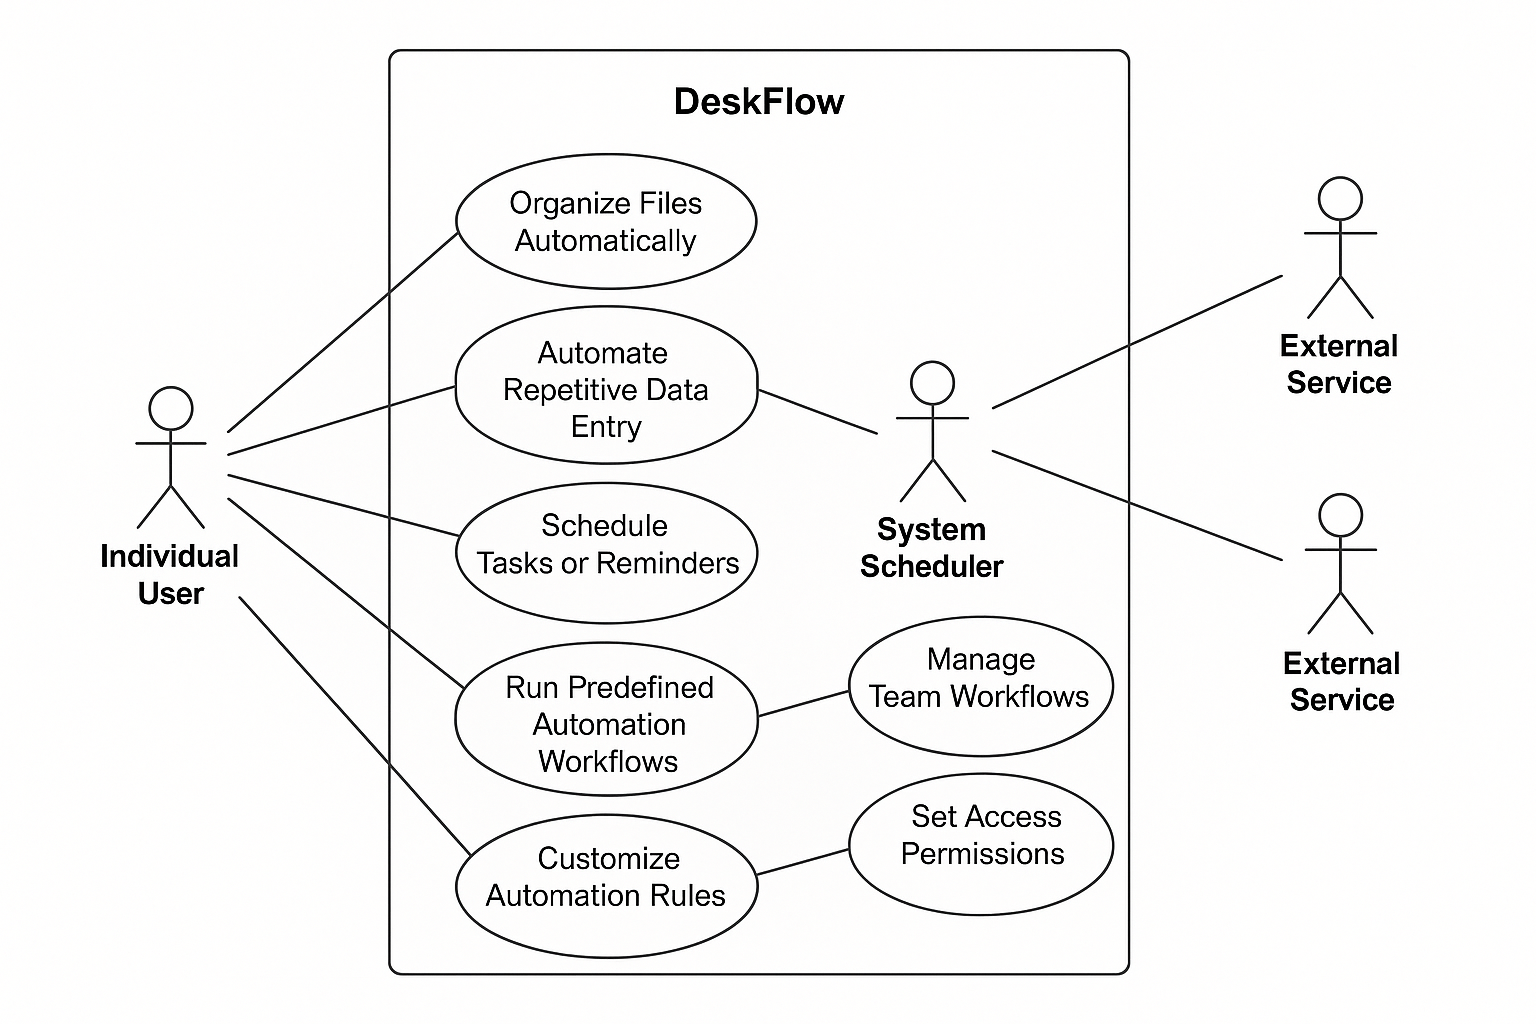 DeskFlow
Organize Files
Automatically
Automate
Repetitive Data
Entry
Schedule
Tasks or Reminders
Run Predefined
Automation
Workflows
Customize
Automation Rules
Individual
User
System
Scheduler
Manage
Team Workflows
Set Access
Permissions
External
Service
External
Service